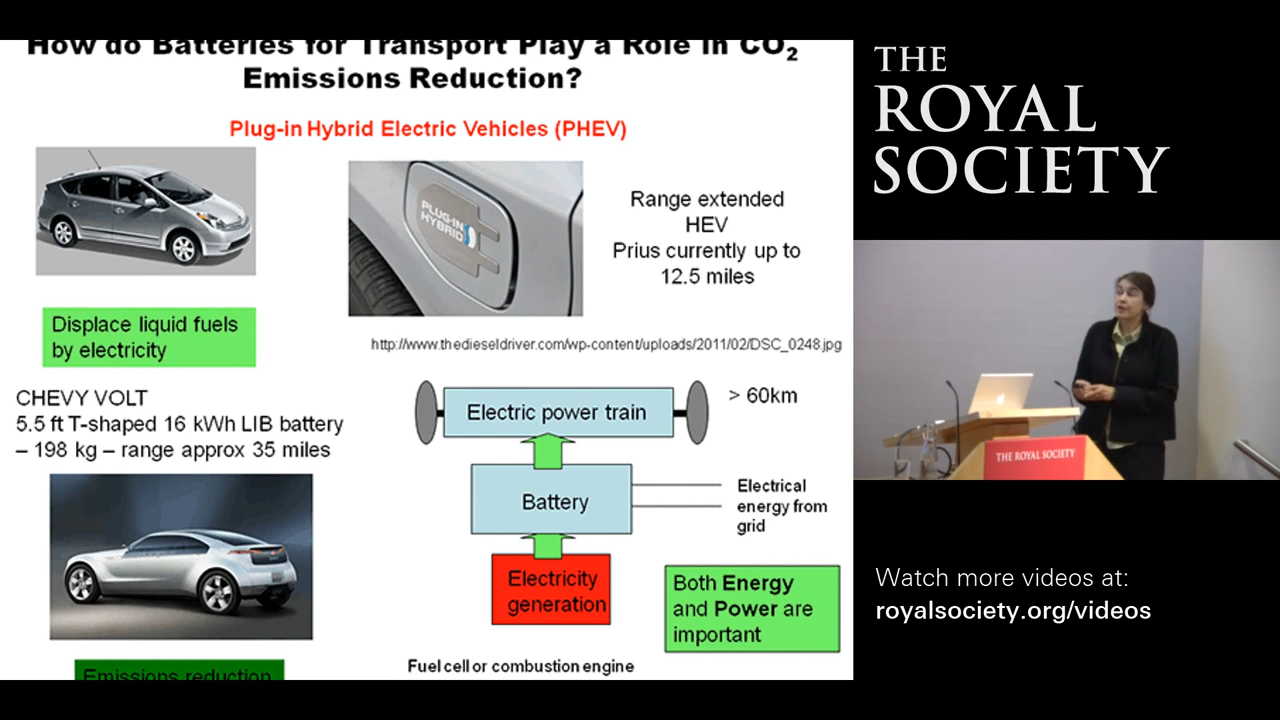 How do Batteries for Transport Play a Role in CO2
Emissions Reduction?
Plug-in Hybrid Electric Vehicles (PHEV)
PLUG-IN
HYBRID
Range extended
HEV
Prius currently up to
12.5 miles
Displace liquid fuels
by electricity
http://www.thedieseldriver.com/wp-content/uploads/2011/02/DSC_0248.jpg
CHEVY VOLT
5.5 ft T-shaped 16 kWh LIB battery
– 198 kg – range approx 35 miles
Electric power train
> 60km
Battery
Electrical
energy from
grid
Electricity
generation
Both Energy
and Power are
important
Fuel cell or combustion engine
Emissions reduction
THE
ROYAL
SOCIETY
THE ROYAL SOCIETY
Watch more videos at:
royalsociety.org/videos